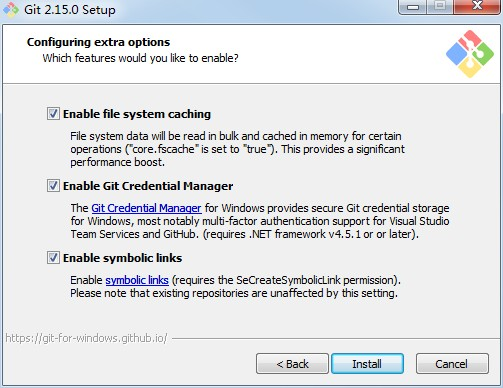 Git 2.15.0 Setup
Configuring extra options
Which features would you like to enable?
Enable file system caching
File system data will be read in bulk and cached in memory for certain
operations ("core.fscache" is set to "true"). This provides a significant
performance boost.
Enable Git Credential Manager
The Git Credential Manager for Windows provides secure Git credential storage
for Windows, most notably multi-factor authentication support for Visual Studio
Team Services and GitHub. (requires .NET framework v4.5.1 or or later).
Enable symbolic links
Enable symbolic links (requires the SeCreateSymbolicLink permission).
Please note that existing repositories are unaffected by this setting.
https://git-for-windows.github.io/
< Back
Install
Cancel